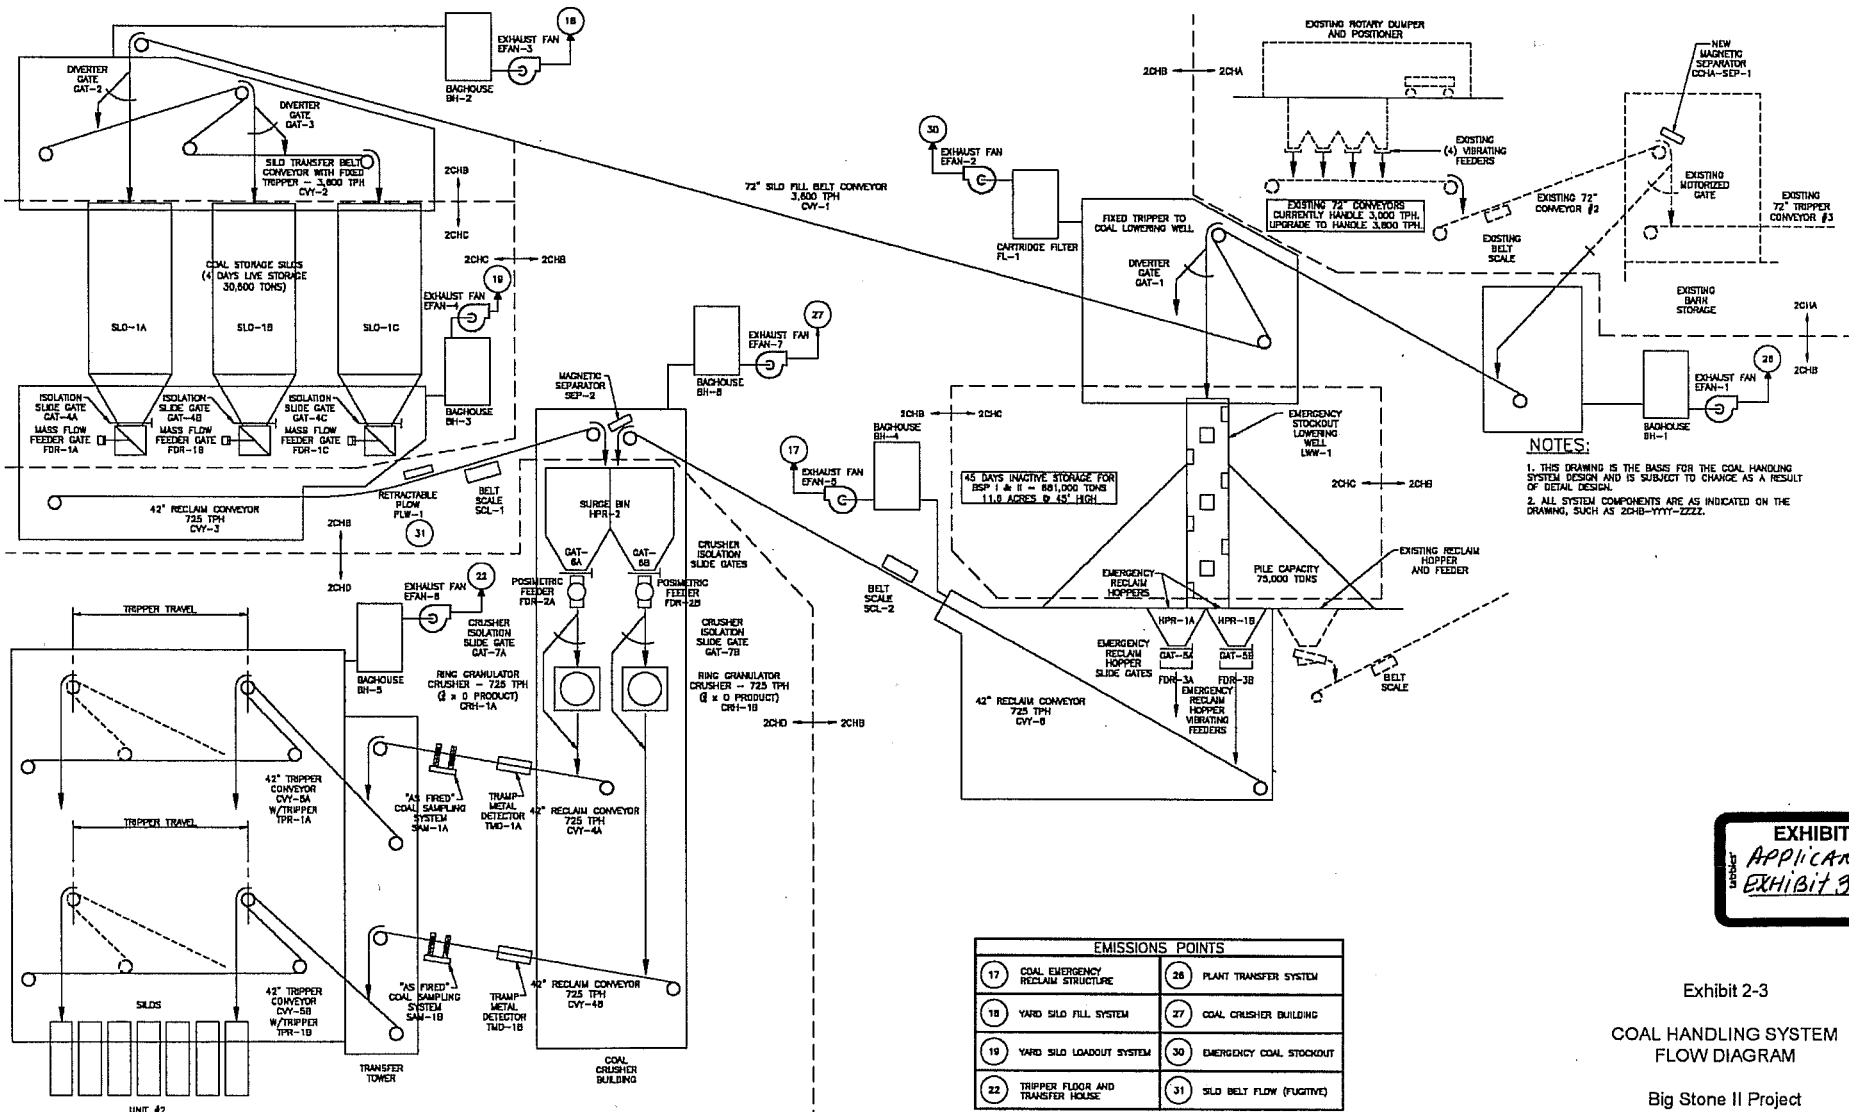 18
EXHAUST FAN
EFAN-3
BAGHOUSE
BH-2
DIVERTER
GATE
GAT-2
DIVERTER
GATE
GAT-3
SILO TRANSFER BELT
CONVEYOR WITH FIXED
TRIPPER - 3,600 TPH
CVY-2
2CHB
2CHC
72" SILO FILL BELT CONVEYOR
3,600 TPH
CVY-1
COAL STORAGE SILOS
(4 DAYS LIVE STORAGE
30,600 TONS)
SLO-1A
SLO-1B
SLO-1C
2CHC
2CHB
19
EXHAUST FAN
EFAN-4
BAGHOUSE
BH-3
ISOLATION
SLIDE GATE
GAT-4A
MASS FLOW
FEEDER GATE
FDR-1A
ISOLATION
SLIDE GATE
GAT-4B
MASS FLOW
FEEDER GATE
FDR-1B
ISOLATION
SLIDE GATE
GAT-4C
MASS FLOW
FEEDER GATE
FDR-1C
42" RECLAIM CONVEYOR
725 TPH
CVY-3
RETRACTABLE
PLOW
PLW-1
31
BELT
SCALE
SCL-1
2CHB
2CHD
MAGNETIC
SEPARATOR
SEP-2
27
EXHAUST FAN
EFAN-7
BAGHOUSE
BH-6
SURGE BIN
HPR-2
GAT-
6A
GAT-
6B
CRUSHER
ISOLATION
SLIDE GATES
POSIMETRIC
FEEDER
FDR-2A
POSIMETRIC
FEEDER
FDR-2B
CRUSHER
ISOLATION
SLIDE GATE
GAT-7A
CRUSHER
ISOLATION
SLIDE GATE
GAT-7B
RING GRANULATOR
CRUSHER - 725 TPH
CRH-1A
RING GRANULATOR
CRUSHER - 725 TPH
CRH-1B
2CHD
2CHB
22
EXHAUST FAN
EFAN-6
BAGHOUSE
BH-5
TRIPPER TRAVEL
42" TRIPPER
CONVEYOR
CVY-5A
W/TRIPPER
TPR-1A
"AS FIRED"
COAL SAMPLING
SYSTEM
SAM-1A
TRAMP
METAL
DETECTOR
TMD-1A
42" RECLAIM CONVEYOR
725 TPH
CVY-4A
TRIPPER TRAVEL
42" TRIPPER
CONVEYOR
CVY-5B
W/TRIPPER
TPR-1B
"AS FIRED"
COAL SAMPLING
SYSTEM
SAM-1B
TRAMP
METAL
DETECTOR
TMD-1B
42" RECLAIM CONVEYOR
725 TPH
CVY-4B
SILOS
UNIT #2
TRANSFER
TOWER
COAL
CRUSHER
BUILDING
30
EXHAUST FAN
EFAN-2
CARTRIDGE FILTER
FL-1
FIXED TRIPPER TO
COAL LOWERING WELL
DIVERTER
GATE
GAT-1
2CHB
2CHA
EXISTING ROTARY DUMPER
AND POSITIONER
EXISTING
(4) VIBRATING
FEEDERS
EXISTING 72" CONVEYORS
CURRENTLY HANDLE 3,000 TPH.
UPGRADE TO HANDLE 3,600 TPH.
EXISTING
BELT
SCALE
EXISTING 72"
CONVEYOR #2
NEW
MAGNETIC
SEPARATOR
CCHA-SEP-1
EXISTING
MOTORIZED
GATE
EXISTING
72" TRIPPER
CONVEYOR #3
EXISTING
BARN
STORAGE
2CHA
2CHB
26
EXHAUST FAN
EFAN-1
BAGHOUSE
BH-1
2CHB
2CHC
BAGHOUSE
BH-4
17
EXHAUST FAN
EFAN-5
45 DAYS INACTIVE STORAGE FOR
BSP I & II - 681,000 TONS
11.6 ACRES @ 45' HIGH
EMERGENCY
STOCKOUT
LOWERING
WELL
LWW-1
2CHC
2CHB
BELT
SCALE
SCL-2
EMERGENCY
RECLAIM
HOPPERS
PILE CAPACITY
75,000 TONS
EXISTING RECLAIM
HOPPER
AND FEEDER
HPR-1A
HPR-1B
GAT-5A
GAT-5B
EMERGENCY
RECLAIM
HOPPER
SLIDE GATES
FDR-3A
FDR-3B
EMERGENCY
RECLAIM
HOPPER
VIBRATING
FEEDERS
BELT
SCALE
42" RECLAIM CONVEYOR
725 TPH
CVY-6
NOTES:
1. THIS DRAWING IS THE BASIS FOR THE COAL HANDLING
SYSTEM DESIGN AND IS SUBJECT TO CHANGE AS A RESULT
OF DETAIL DESIGN.
2. ALL SYSTEM COMPONENTS ARE AS INDICATED ON THE
DRAWING, SUCH AS 2CHB-YYY-ZZZZ.
EXHIBIT
APPlICAN
EXHIBIT 3
EMISSIONS POINTS
17 COAL EMERGENCY
RECLAIM STRUCTURE
26 PLANT TRANSFER SYSTEM
18 YARD SILO FILL SYSTEM
27 COAL CRUSHER BUILDING
19 YARD SILO LOADOUT SYSTEM
30 EMERGENCY COAL STOCKOUT
22 TRIPPER FLOOR AND
TRANSFER HOUSE
31 SILO BELT FLOW (FUGITIVE)
Exhibit 2-3
COAL HANDLING SYSTEM
FLOW DIAGRAM
Big Stone II Project